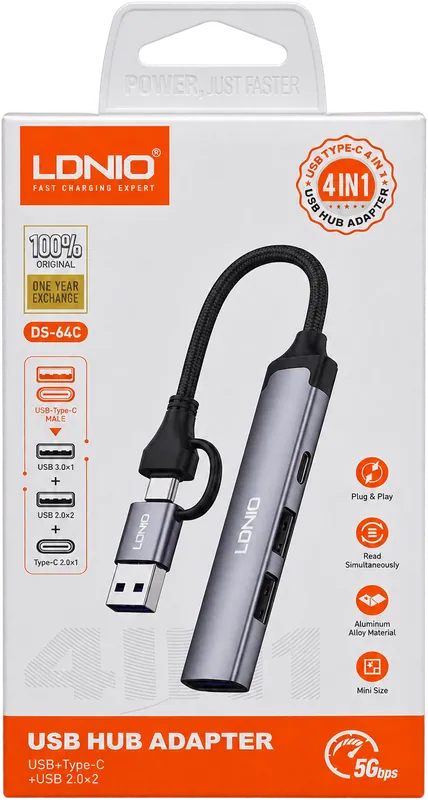 POWER, JUST FASTER
LDNIO®
FAST CHARGING EXPERT
USB TYPE-C 4 IN 1
4 IN1
USB HUB ADAPTER
100%
ORIGINAL
ONE YEAR
EXCHANGE
DS-64C
USB+Type-C
MALE
USB 3.0×1
+
USB 2.0×2
+
Type-C 2.0×1
LDNIO
LDNIO
Plug & Play
Read
Simultaneously
Aluminum
Alloy Material
Mini Size
4IN1
USB HUB ADAPTER
USB+Type-C
+USB 2.0×2
5Gbps